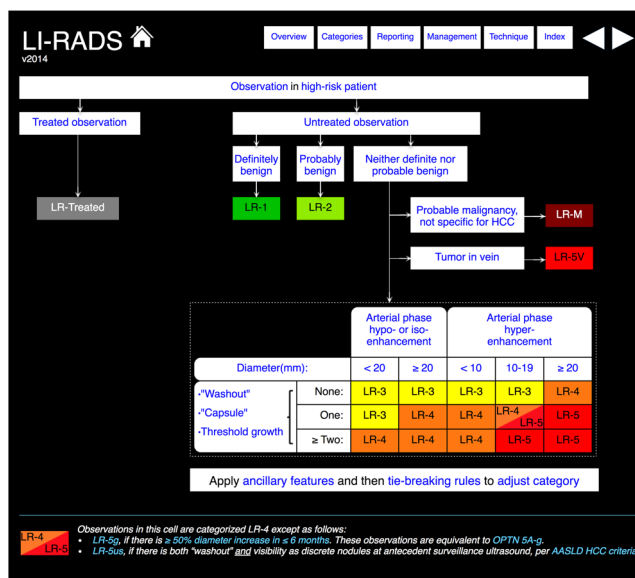 LI-RADS
v2014
Overview Categories Reporting Management Technique Index
Observation in high-risk patient
Treated observation
Untreated observation
Definitely
benign
Probably
benign
Neither definite nor
probable benign
LR-Treated
LR-1
LR-2
Probable malignancy,
not specific for HCC
LR-M
Tumor in vein
LR-5V
Arterial phase
hypo- or iso-
enhancement
Arterial phase
hyper-
enhancement
Diameter(mm): < 20 ≥ 20 < 10 10-19 ≥ 20
•"Washout"
•"Capsule"
•Threshold growth
None: LR-3 LR-3 LR-3 LR-3 LR-4
One: LR-3 LR-4 LR-4 LR-4 LR-5 LR-5
≥ Two: LR-4 LR-4 LR-4 LR-5 LR-5
Apply ancillary features and then tie-breaking rules to adjust category
LR-4
LR-5
Observations in this cell are categorized LR-4 except as follows:
• LR-5g, if there is ≥ 50% diameter increase in ≤ 6 months. These observations are equivalent to OPTN 5A-g.
• LR-5us, if there is both "washout" and visibility as discrete nodules at antecedent surveillance ultrasound, per AASLD HCC criteria